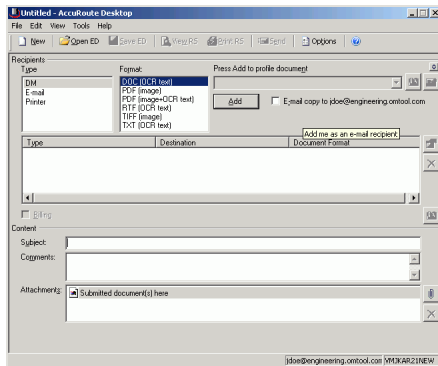 Untitled - AccuRoute Desktop
File Edit View Tools Help
New Open ED Save ED View RS Print RS Send Options
Recipients
Type Format Press Add to profile document
DM
E-mail
Printer
DOC (OCR text)
PDF (image)
PDF (image+OCR text)
RTF (OCR text)
TIFF (image)
TXT (OCR text)
Add E-mail copy to jdoe@engineering.omtool.com
Add me as an e-mail recipient
Type Destination Document Format
Billing
Content
Subject:
Comments:
Attachments: Submitted document(s) here
jdoe@engineering.omtool.com VMJKAR21NEW